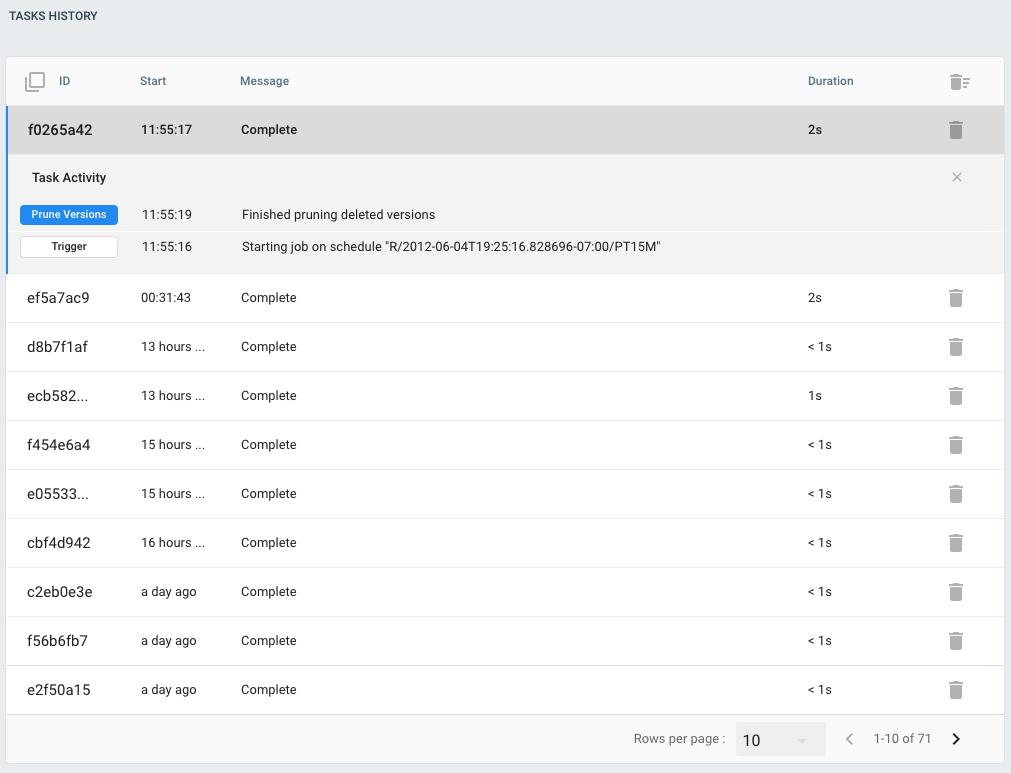 TASKS HISTORY
ID Start Message Duration
f0265a42 11:55:17 Complete 2s
Task Activity
Prune Versions 11:55:19 Finished pruning deleted versions
Trigger 11:55:16 Starting job on schedule "R/2012-06-04T19:25:16.828696-07:00/PT15M"
ef5a7ac9 00:31:43 Complete 2s
d8b7f1af 13 hours ... Complete < 1s
ecb582... 13 hours ... Complete 1s
f454e6a4 15 hours ... Complete < 1s
e05533... 15 hours ... Complete < 1s
cbf4d942 16 hours ... Complete < 1s
c2eb0e3e a day ago Complete < 1s
f56b6fb7 a day ago Complete < 1s
e2f50a15 a day ago Complete < 1s
Rows per page : 10 1-10 of 71